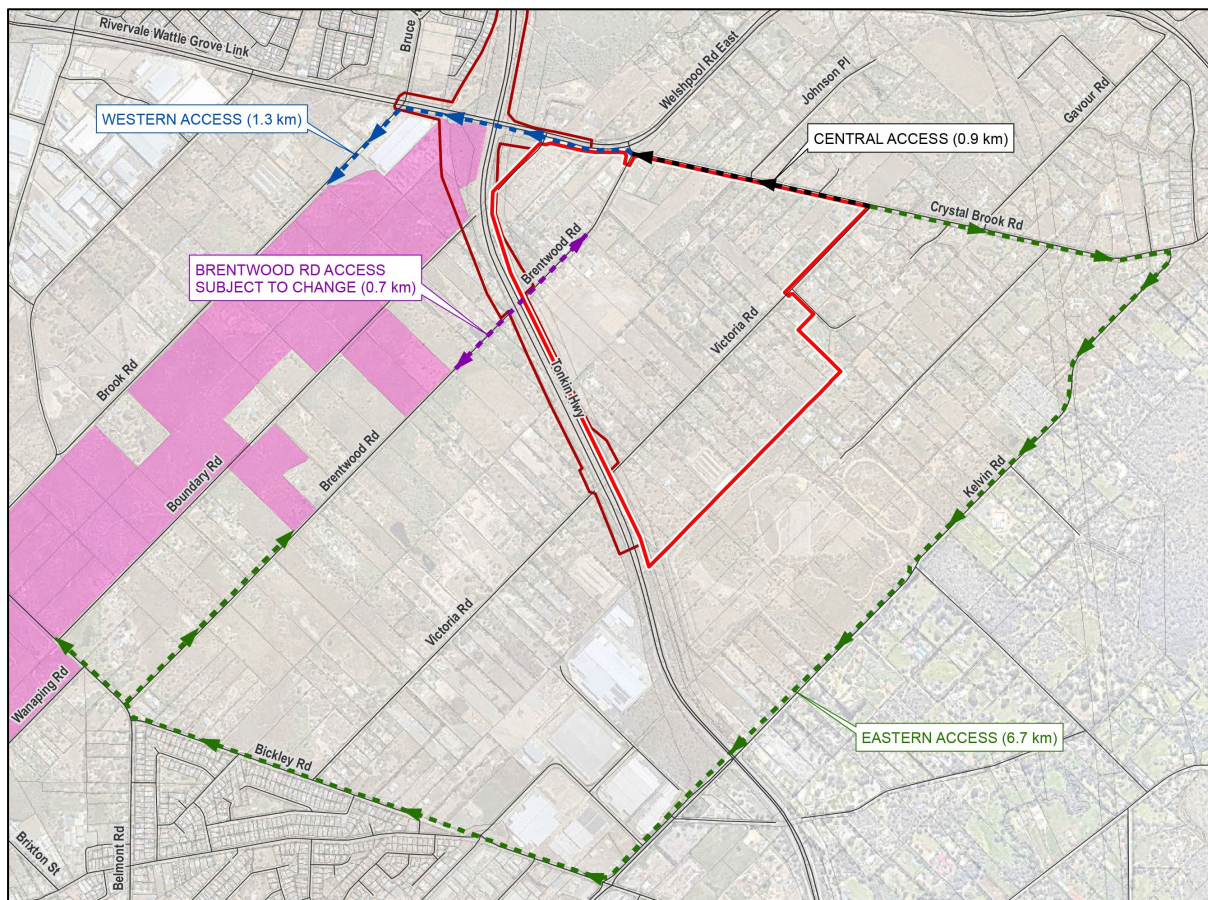 Rivervale Wattle Grove Link
Welshpool Rd East
Johnson Pl
Gavour Rd
WESTERN ACCESS (1.3 km)
CENTRAL ACCESS (0.9 km)
Crystal Brook Rd
Brentwood Rd
BRENTWOOD RD ACCESS
SUBJECT TO CHANGE (0.7 km)
Victoria Rd
Brook Rd
Tonkin Hwy
Boundary Rd
Brentwood Rd
Kelvin Rd
Victoria Rd
Wanaping Rd
EASTERN ACCESS (6.7 km)
Bickley Rd
Brixton St
Belmont Rd